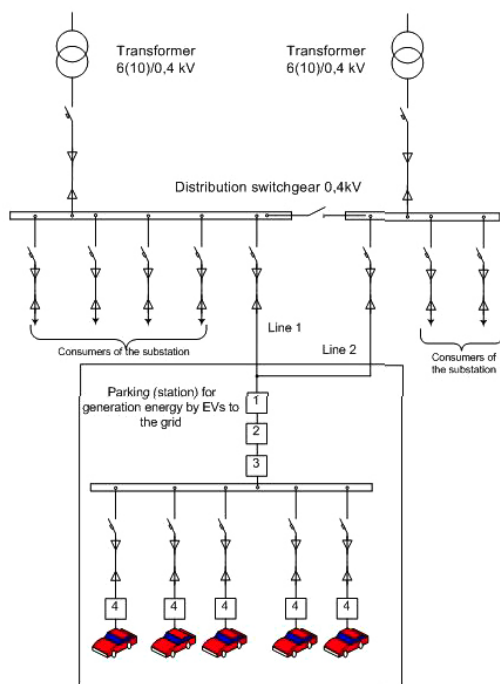 Transformer
6(10)/0,4 kV
Transformer
6(10)/0,4 kV
Distribution switchgear 0,4kV
Line 1
Line 2
Consumers of the substation
Consumers of
the substation
Parking (station) for
generation energy by EVs to
the grid
1
2
3
4
4
4
4
4